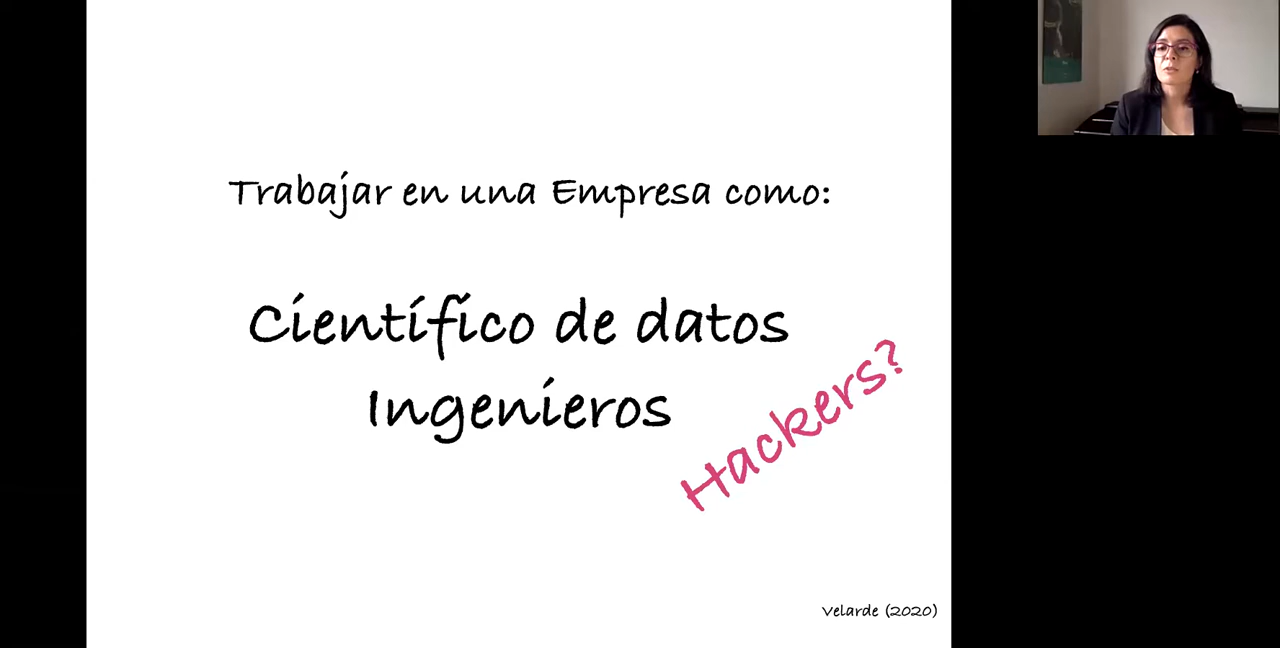 Trabajar en una Empresa como:
Científico de datos
Ingenieros
Hackers?
Velarde (2020)